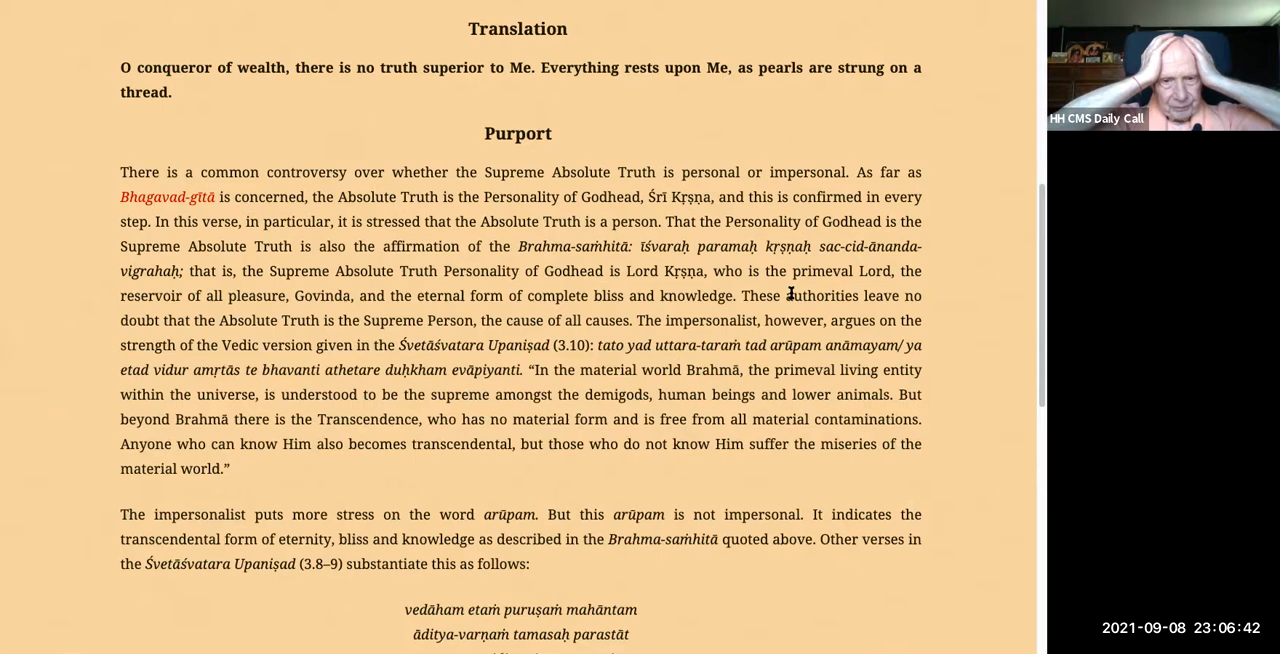 Translation
O conqueror of wealth, there is no truth superior to Me. Everything rests upon Me, as pearls are strung on a
thread.
Purport
There is a common controversy over whether the Supreme Absolute Truth is personal or impersonal. As far as
Bhagavad-gītā is concerned, the Absolute Truth is the Personality of Godhead, Śrī Kṛṣṇa, and this is confirmed in every
step. In this verse, in particular, it is stressed that the Absolute Truth is a person. That the Personality of Godhead is the
Supreme Absolute Truth is also the affirmation of the Brahma-saṁhitā: īśvaraḥ paramaḥ kṛṣṇaḥ sac-cid-ānanda-
vigrahaḥ; that is, the Supreme Absolute Truth Personality of Godhead is Lord Kṛṣṇa, who is the primeval Lord, the
reservoir of all pleasure, Govinda, and the eternal form of complete bliss and knowledge. These authorities leave no
doubt that the Absolute Truth is the Supreme Person, the cause of all causes. The impersonalist, however, argues on the
strength of the Vedic version given in the Śvetāśvatara Upaniṣad (3.10): tato yad uttara-taraṁ tad arūpam anāmayam/ ya
etad vidur amṛtās te bhavanti athetare duḥkham evāpiyanti. “In the material world Brahmā, the primeval living entity
within the universe, is understood to be the supreme amongst the demigods, human beings and lower animals. But
beyond Brahmā there is the Transcendence, who has no material form and is free from all material contaminations.
Anyone who can know Him also becomes transcendental, but those who do not know Him suffer the miseries of the
material world.”
The impersonalist puts more stress on the word arūpam. But this arūpam is not impersonal. It indicates the
transcendental form of eternity, bliss and knowledge as described in the Brahma-saṁhitā quoted above. Other verses in
the Śvetāśvatara Upaniṣad (3.8–9) substantiate this as follows:
vedāham etaṁ puruṣaṁ mahāntam
āditya-varṇaṁ tamasaḥ parastāt
HH CMS Daily Call
2021-09-08 23:06:42